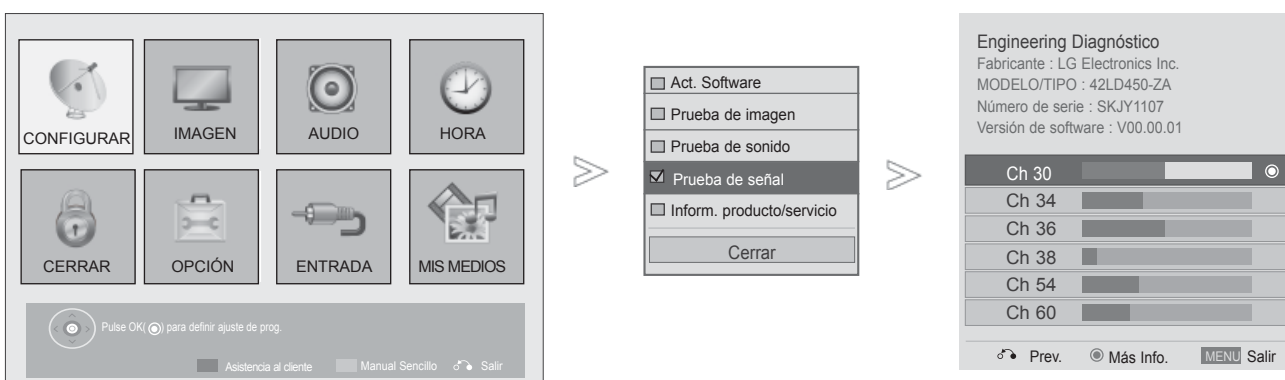 CONFIGURAR
IMAGEN
AUDIO
HORA
CERRAR
OPCIÓN
ENTRADA
MIS MEDIOS
Pulse OK( ) para definir ajuste de prog.
Asistencia al cliente Manual Sencillo Salir
Act. Software
Prueba de imagen
Prueba de sonido
Prueba de señal
Inform. producto/servicio
Cerrar
Engineering Diagnóstico
Fabricante : LG Electronics Inc.
MODELO/TIPO : 42LD450-ZA
Número de serie : SKJY1107
Versión de software : V00.00.01
Ch 30
Ch 34
Ch 36
Ch 38
Ch 54
Ch 60
Prev. Más Info. MENU Salir